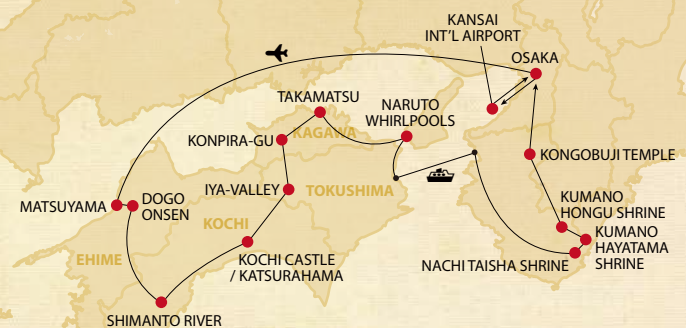 KANSAI
INT'L AIRPORT
OSAKA
TAKAMATSU
NARUTO
WHIRLPOOLS
KAGAWA
KONPIRA-GU
KONGOBUJI TEMPLE
IYA-VALLEY
TOKUSHIMA
MATSUYAMA
DOGO
ONSEN
KOCHI
KUMANO
HONGU SHRINE
KUMANO
HAYATAMA
SHRINE
EHIME
KOCHI CASTLE
/ KATSURAHAMA
NACHI TAISHA SHRINE
SHIMANTO RIVER